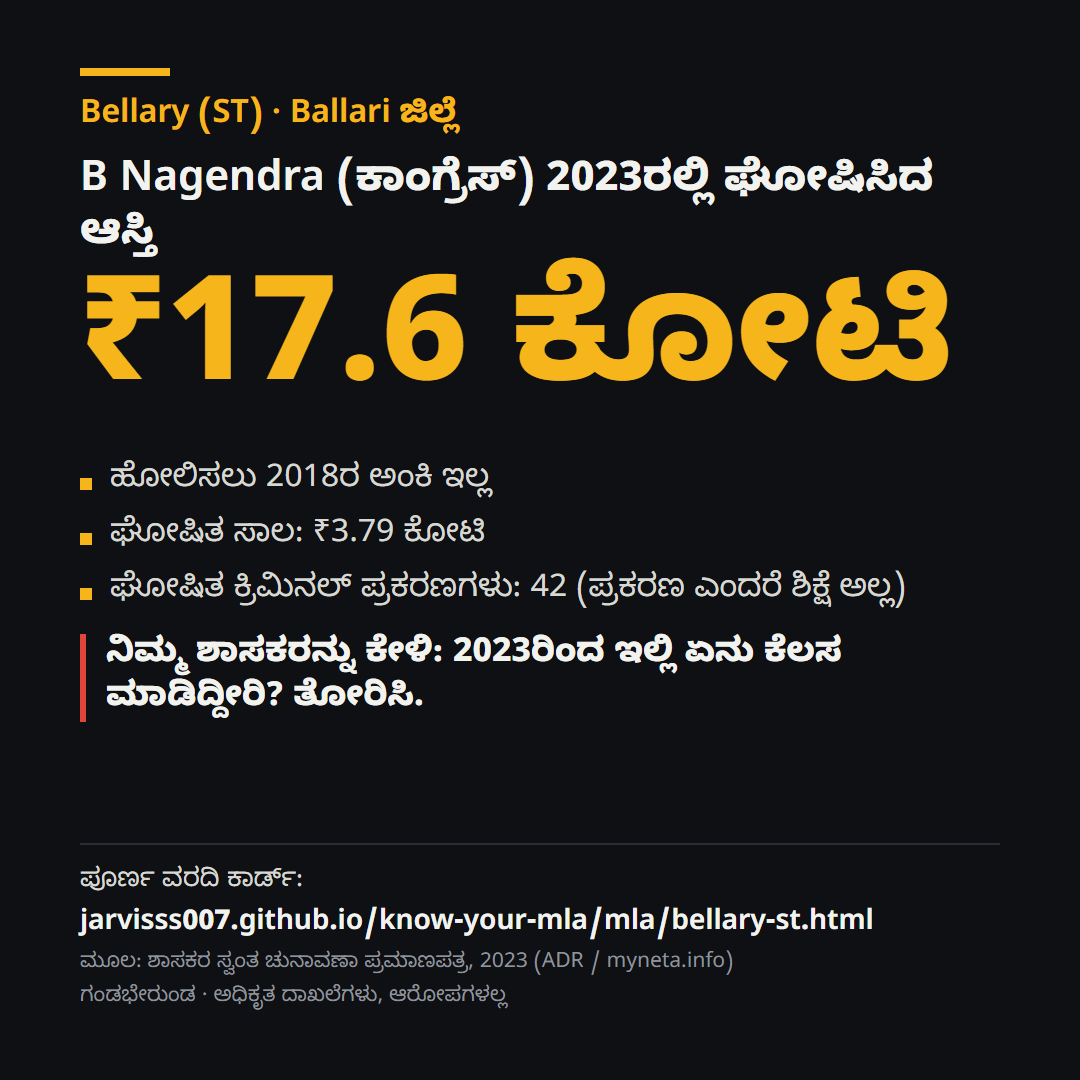 Bellary (ST) · Ballari ಜಿಲ್ಲೆ
B Nagendra (ಕಾಂಗ್ರೆಸ್) 2023ರಲ್ಲಿ ಘೋಷಿಸಿದ
ಆಸ್ತಿ
₹17.6 ಕೋಟಿ
ಹೋಲಿಸಲು 2018ರ ಅಂಕಿ ಇಲ್ಲ
ಘೋಷಿತ ಸಾಲ: ₹3.79 ಕೋಟಿ
ಘೋಷಿತ ಕ್ರಿಮಿನಲ್ ಪ್ರಕರಣಗಳು: 42 (ಪ್ರಕರಣ ಎಂದರೆ ಶಿಕ್ಷೆ ಅಲ್ಲ)
ನಿಮ್ಮ ಶಾಸಕರನ್ನು ಕೇಳಿ: 2023ರಿಂದ ಇಲ್ಲಿ ಏನು ಕೆಲಸ
ಮಾಡಿದ್ದೀರಿ? ತೋರಿಸಿ.
ಪೂರ್ಣ ವರದಿ ಕಾರ್ಡ್:
jarvisss007.github.io/know-your-mla/mla/bellary-st.html
ಮೂಲ: ಶಾಸಕರ ಸ್ವಂತ ಚುನಾವಣಾ ಪ್ರಮಾಣಪತ್ರ, 2023 (ADR / myneta.info)
ಗಂಡಭೇರುಂಡ · ಅಧಿಕೃತ ದಾಖಲೆಗಳು, ಆರೋಪಗಳಲ್ಲ